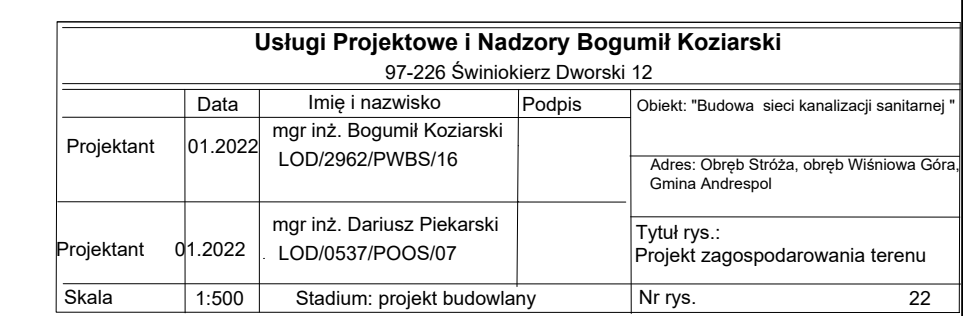 Usługi Projektowe i Nadzory Bogumił Koziarski
97-226 Świniokierz Dworski 12
Data Imię i nazwisko Podpis Obiekt: "Budowa sieci kanalizacji sanitarnej "
Projektant 01.2022 mgr inż. Bogumił Koziarski
LOD/2962/PWBS/16
Adres: Obręb Stróża, obręb Wiśniowa Góra,
Gmina Andrespol
Projektant 01.2022 mgr inż. Dariusz Piekarski
. LOD/0537/POOS/07
Tytuł rys.:
Projekt zagospodarowania terenu
Skala 1:500 Stadium: projekt budowlany Nr rys. 22